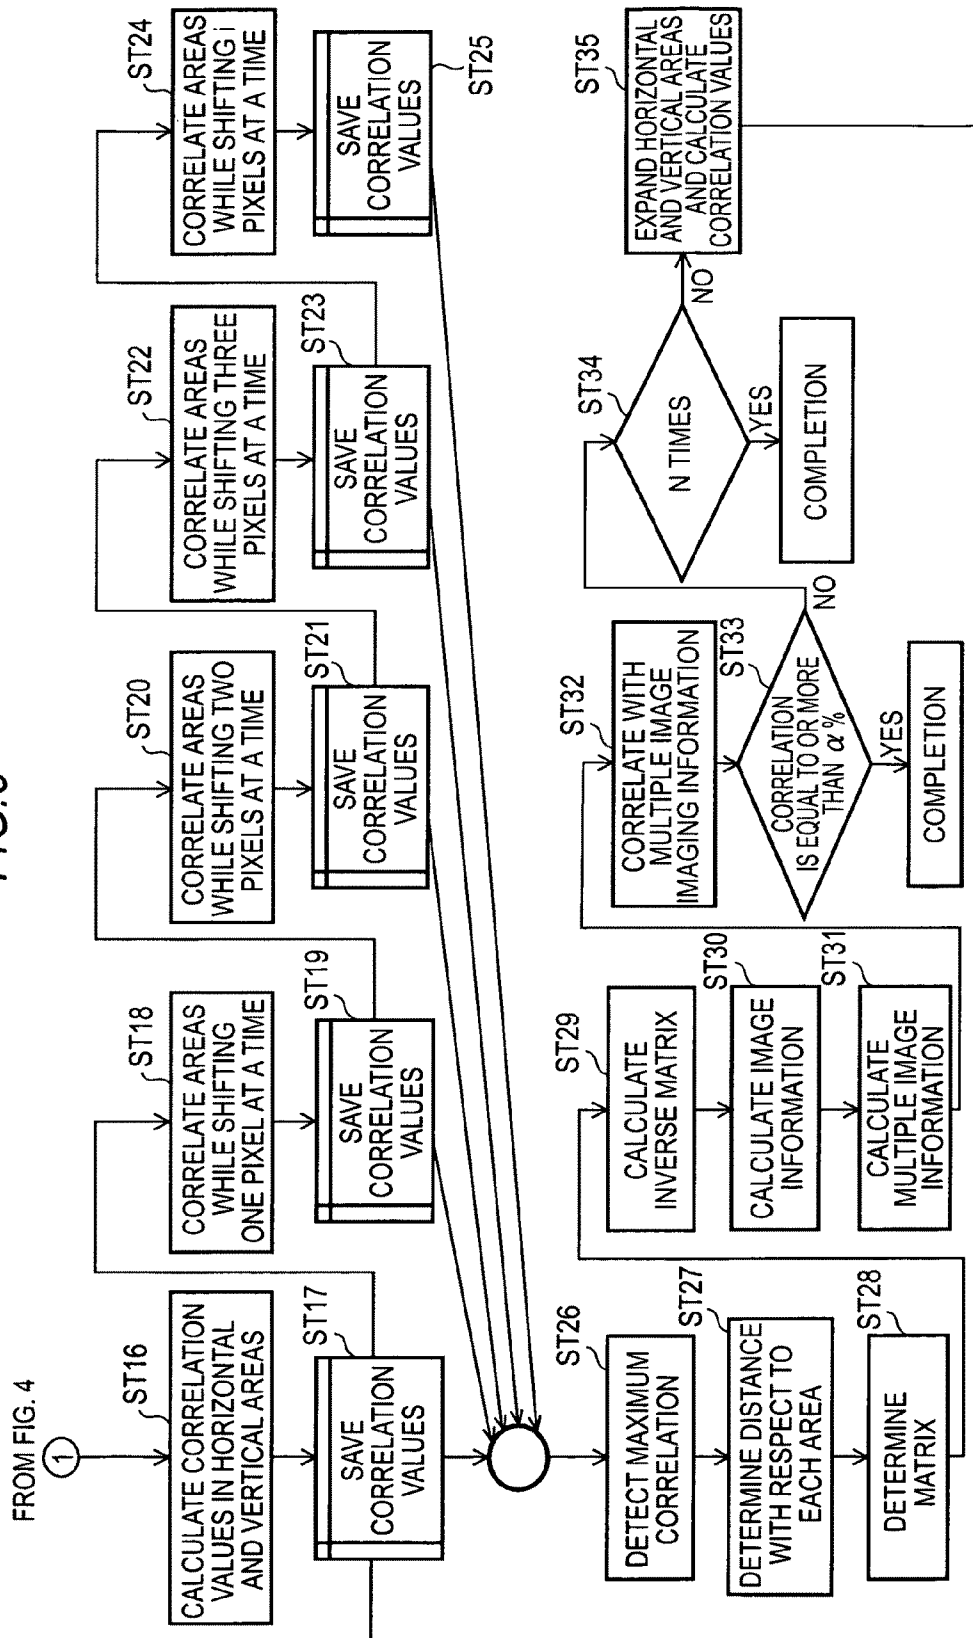 FROM FIG. 4
1
CALCULATE CORRELATION
VALUES IN HORIZONTAL
AND VERTICAL AREAS
ST16
SAVE
CORRELATION
VALUES
ST17
CORRELATE AREAS
WHILE SHIFTING
ONE PIXEL AT A TIME
ST18
SAVE
CORRELATION
VALUES
ST19
CORRELATE AREAS
WHILE SHIFTING TWO
PIXELS AT A TIME
ST20
SAVE
CORRELATION
VALUES
ST21
CORRELATE AREAS
WHILE SHIFTING THREE
PIXELS AT A TIME
ST22
SAVE
CORRELATION
VALUES
ST23
CORRELATE AREAS
WHILE SHIFTING i
PIXELS AT A TIME
ST24
SAVE
CORRELATION
VALUES
ST25
DETECT MAXIMUM
CORRELATION
ST26
DETERMINE DISTANCE
WITH RESPECT TO
EACH AREA
ST27
DETERMINE
MATRIX
ST28
CALCULATE
INVERSE MATRIX
ST29
CALCULATE IMAGE
INFORMATION
ST30
CALCULATE
MULTIPLE IMAGE
INFORMATION
ST31
CORRELATE WITH
MULTIPLE IMAGE
IMAGING INFORMATION
ST32
CORRELATION
IS EQUAL TO OR MORE
THAN α%
ST33
NO
YES
COMPLETION
N TIMES
ST34
NO
YES
COMPLETION
EXPAND HORIZONTAL
AND VERTICAL AREAS
AND CALCULATE
CORRELATION VALUES
ST35